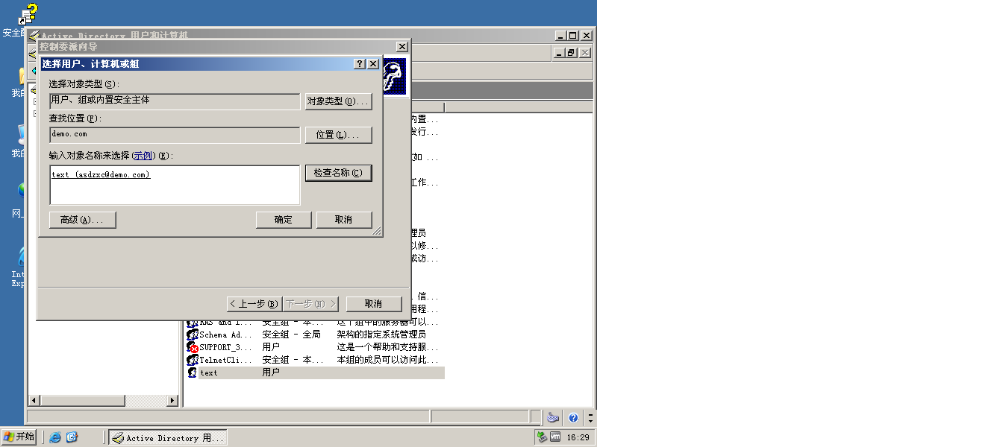 安全
Active Directory 用户和计算机
控制委派向导
选择用户、计算机或组
选择对象类型(S):
用户、组或内置安全主体
对象类型(O)...
查找位置(F):
demo.com
位置(L)...
输入对象名称来选择(示例)(E):
text (asdzxc@demo.com)
检查名称(C)
高级(A)...
确定
取消
< 上一步(B)
下一步(N) >
取消
我的
我的
网
Int
Exp
内置...
发行...
加 ...
工作...
理员
以修...
或访...
信...
用程...
RAS and I...
安全组 - 本...
这个组中的服务器可以...
Schema Ad...
安全组 - 全局
架构的指定系统管理员
SUPPORT_3...
用户
这是一个帮助和支持服...
TelnetCli...
安全组 - 本...
本组的成员可以访问此...
text
用户
开始
Active Directory 用...
16:29